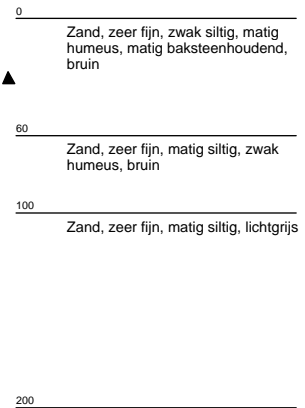 0
Zand, zeer fijn, zwak siltig, matig
humeus, matig baksteenhoudend,
bruin
60
Zand, zeer fijn, matig siltig, zwak
humeus, bruin
100
Zand, zeer fijn, matig siltig, lichtgrijs
200